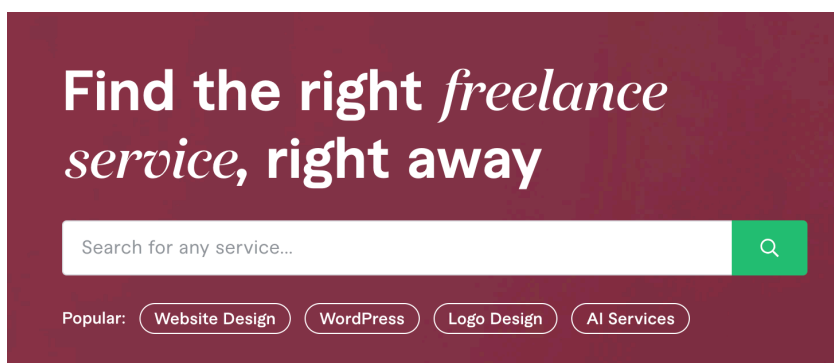 Find the right freelance
service, right away
Search for any service...
Popular: Website Design WordPress Logo Design AI Services